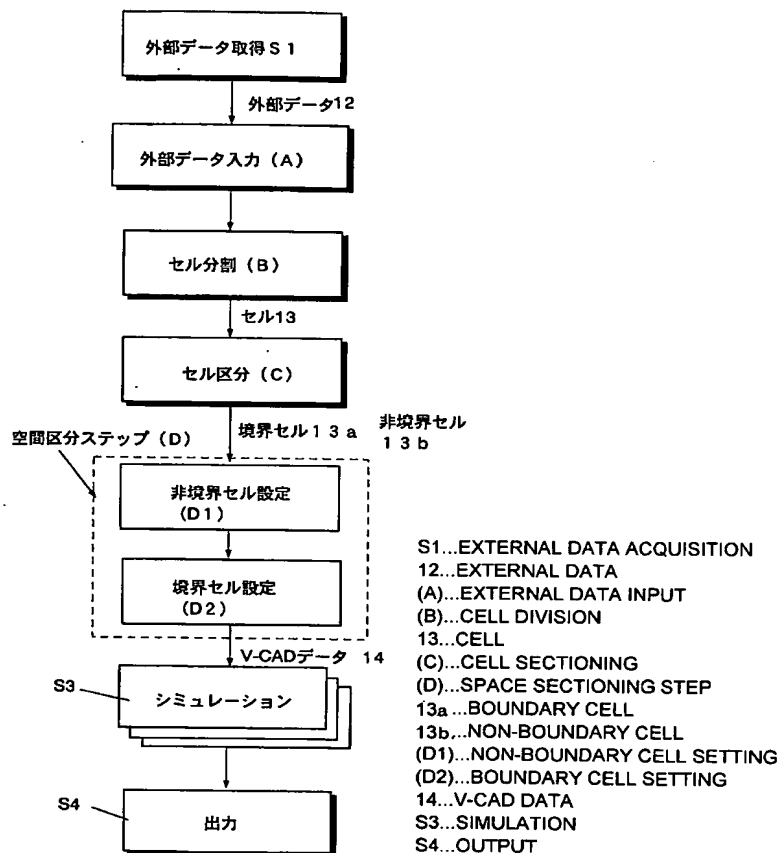 外部データ取得S1
外部データ12
外部データ入力(A)
セル分割(B)
セル13
セル区分(C)
境界セル13a
非境界セル
13b
空間区分ステップ(D)
非境界セル設定
(D1)
境界セル設定
(D2)
V-CADデータ 14
S3
シミュレーション
S4
出力
S1...EXTERNAL DATA ACQUISITION
12...EXTERNAL DATA
(A)...EXTERNAL DATA INPUT
(B)...CELL DIVISION
13...CELL
(C)...CELL SECTIONING
(D)...SPACE SECTIONING STEP
13a...BOUNDARY CELL
13b...NON-BOUNDARY CELL
(D1)...NON-BOUNDARY CELL SETTING
(D2)...BOUNDARY CELL SETTING
14...V-CAD DATA
S3...SIMULATION
S4...OUTPUT